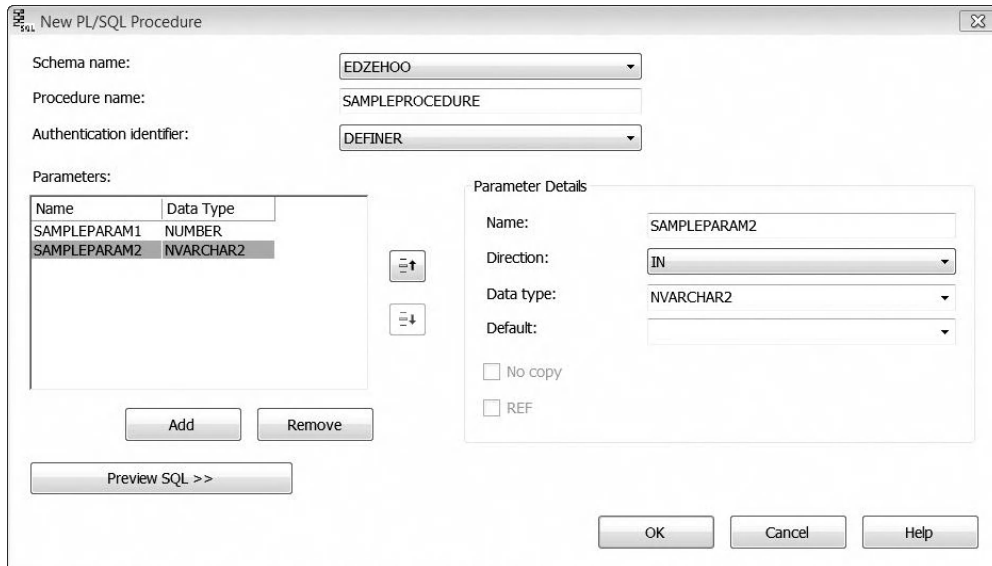 New PL/SQL Procedure
Schema name: EDZEHOO
Procedure name: SAMPLEPROCEDURE
Authentication identifier: DEFINER
Parameters:
Name Data Type
SAMPLEPARAM1 NUMBER
SAMPLEPARAM2 NVARCHAR2
Add Remove
Preview SQL >>
Parameter Details
Name: SAMPLEPARAM2
Direction: IN
Data type: NVARCHAR2
Default:
No copy
REF
OK Cancel Help